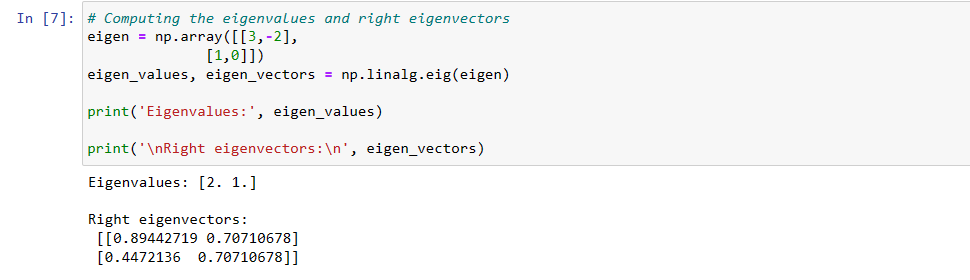 In [7]: # Computing the eigenvalues and right eigenvectors
eigen = np.array([[3,-2],
[1,0]])
eigen_values, eigen_vectors = np.linalg.eig(eigen)
print('Eigenvalues:', eigen_values)
print('\nRight eigenvectors:\n', eigen_vectors)
Eigenvalues: [2. 1.]
Right eigenvectors:
[[0.89442719 0.70710678]
[0.4472136  0.70710678]]